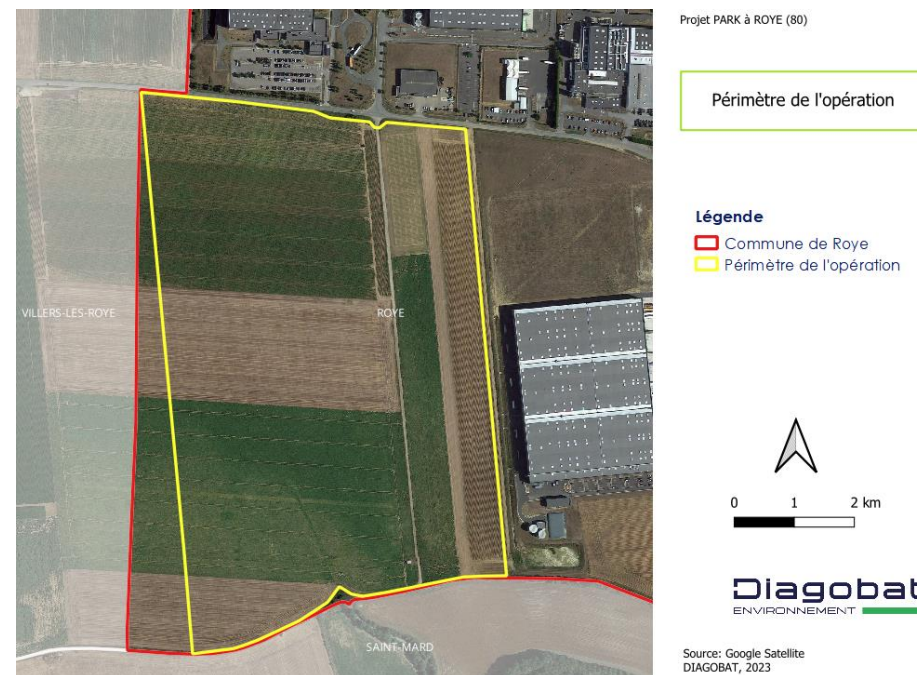 Projet PARK à ROYE (80)
Périmètre de l'opération
Légende
Commune de Roye
Périmètre de l'opération
VILLERS-LES-ROYE
ROYE
SAINT-MARD
0 1 2 km
Diagobat
ENVIRONNEMENT
Source: Google Satellite
DIAGOBAT, 2023